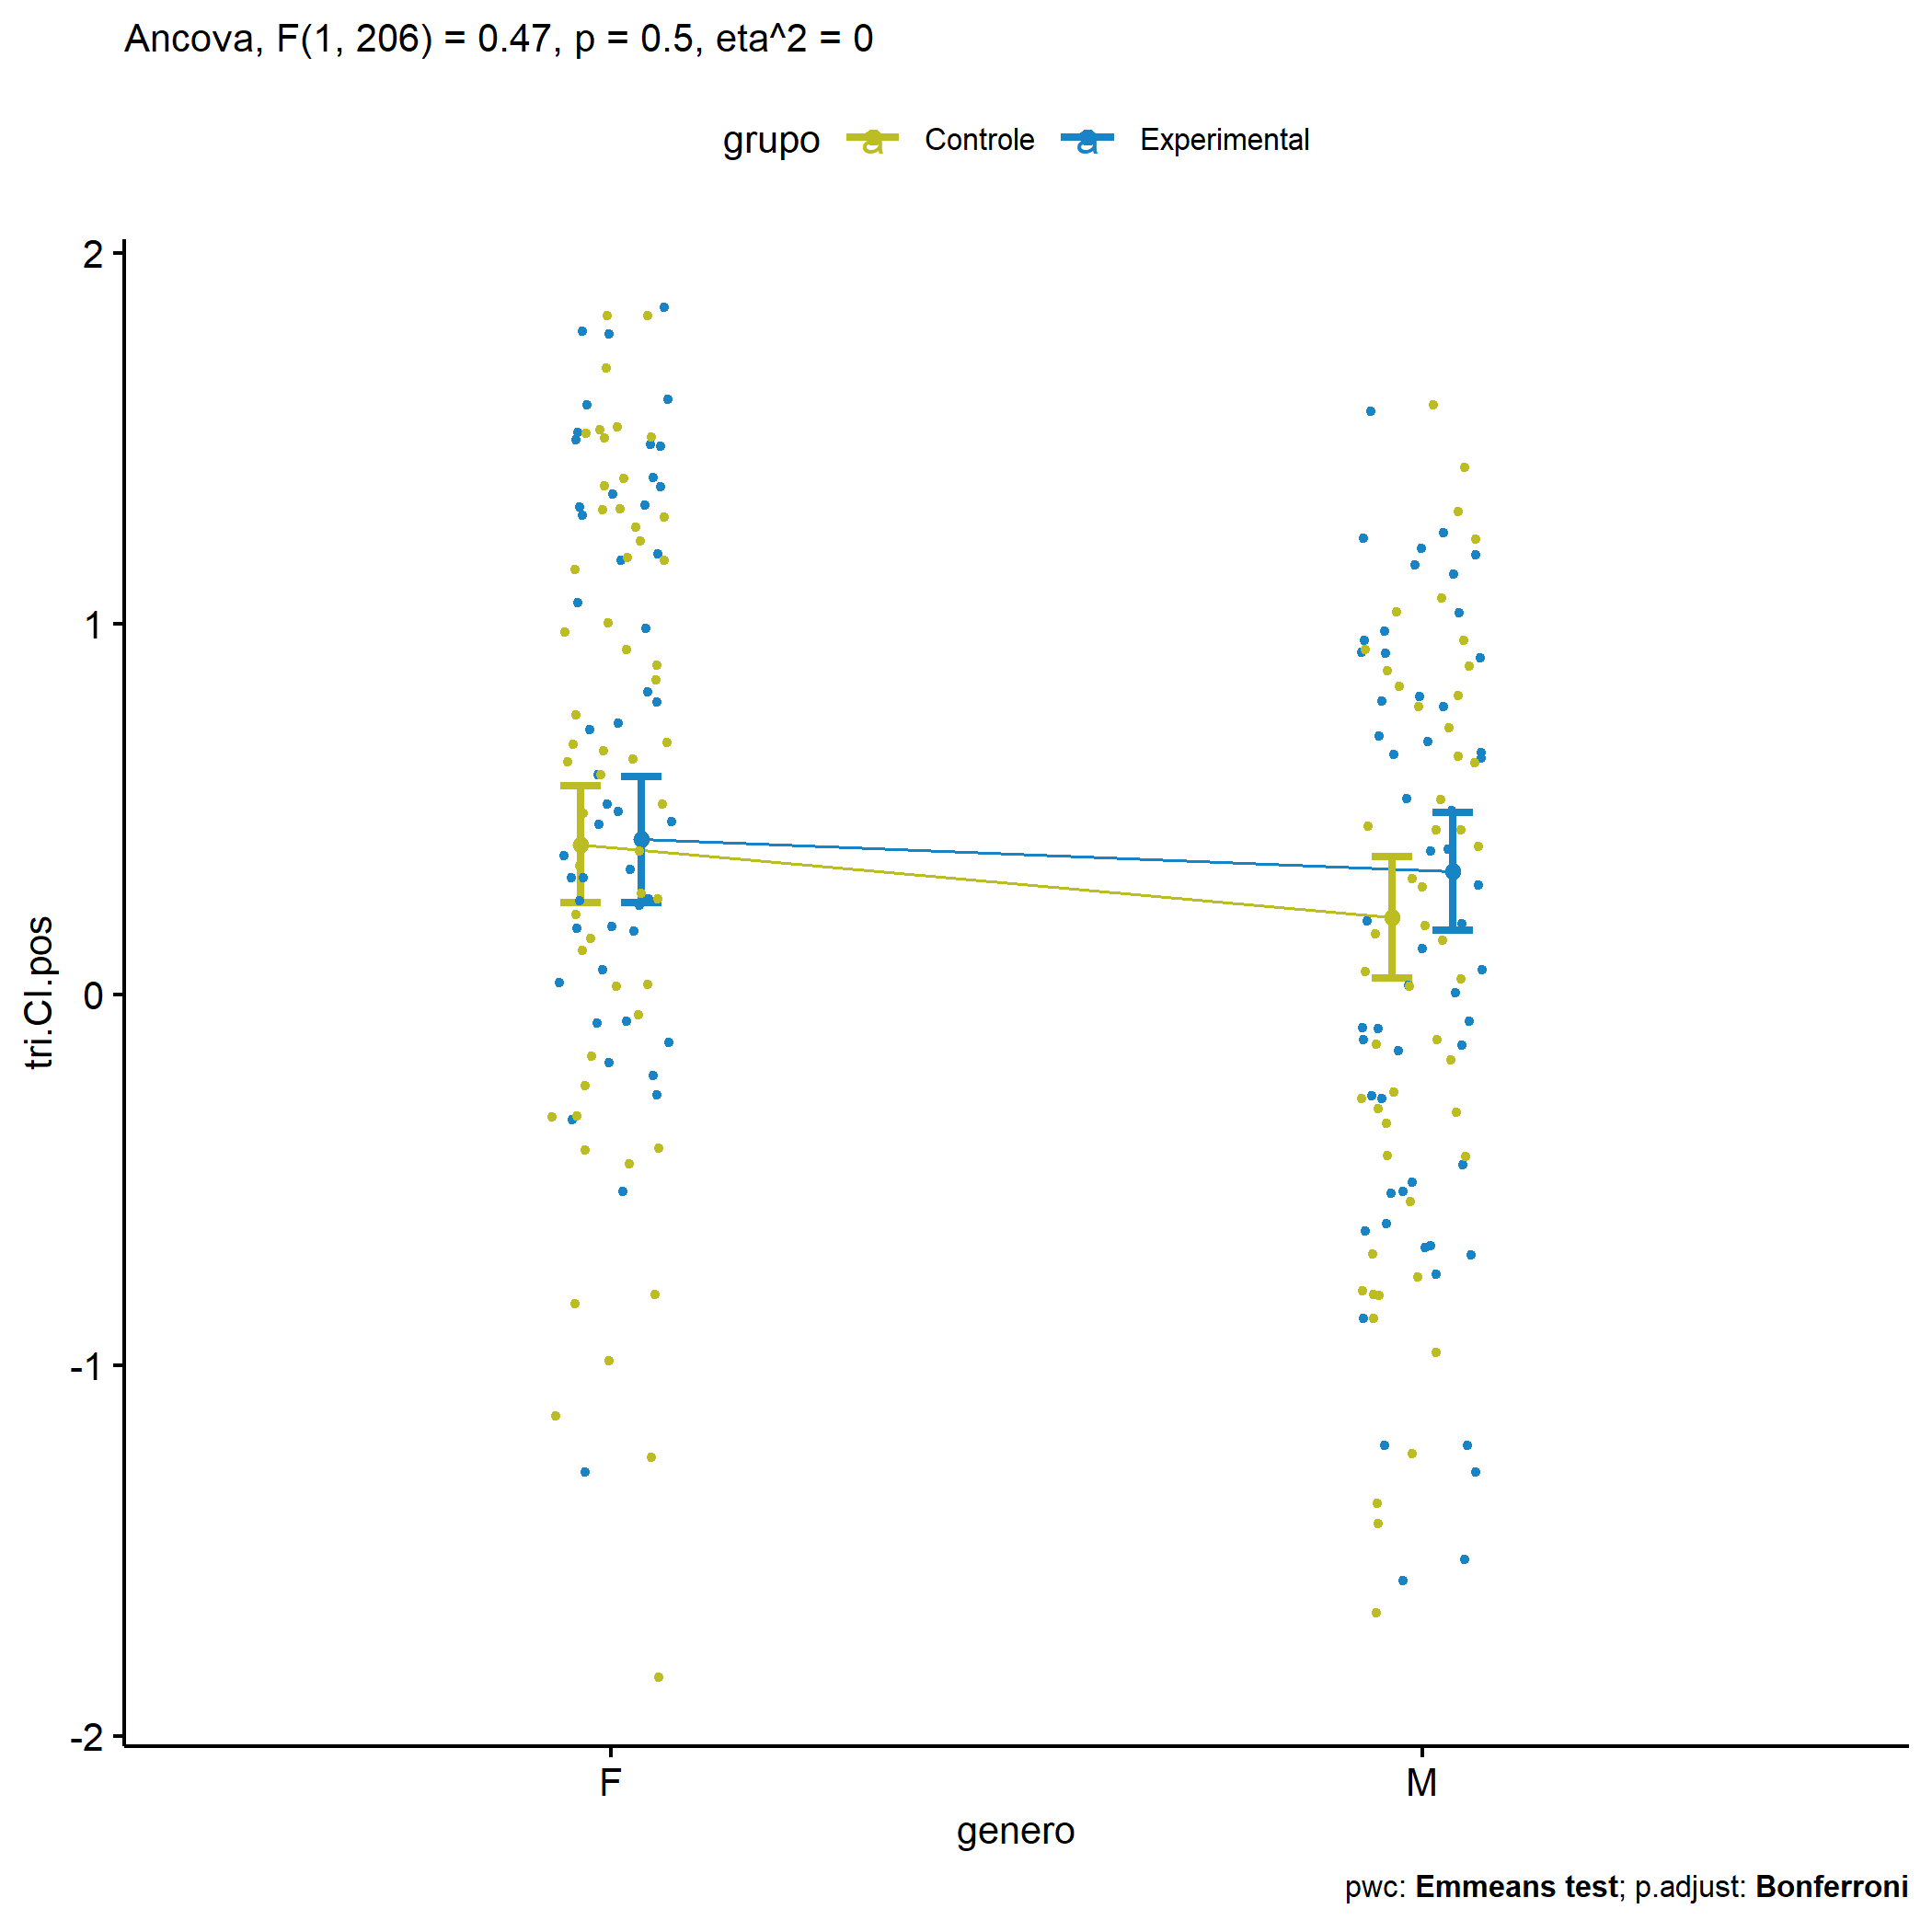 Ancova, F(1, 206) = 0.47, p = 0.5, eta^2 = 0
grupo a Controle a Experimental
2
1
0
-1
-2
tri.CI.pos
F M
genero
pwc: Emmeans test; p.adjust: Bonferroni